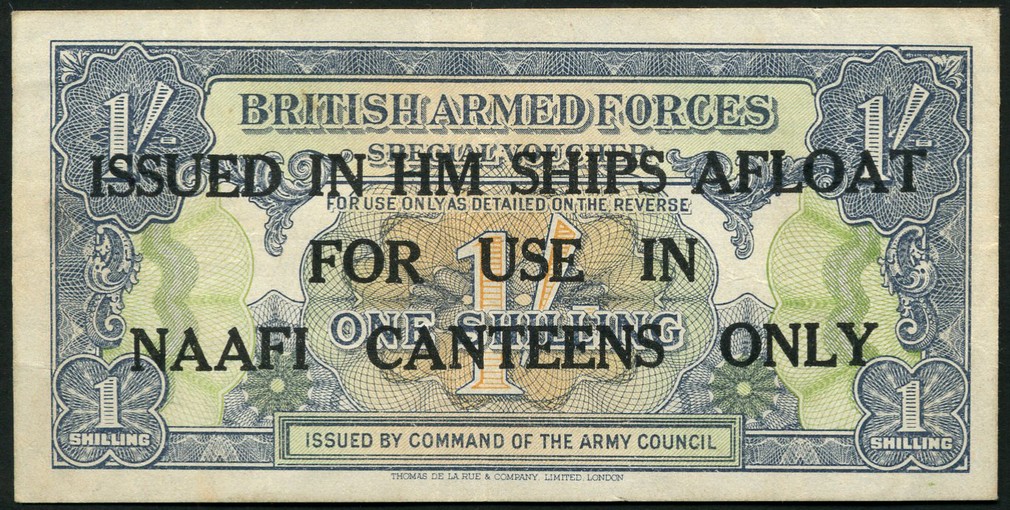 1/- 1/-
BRITISH ARMED FORCES
SPECIAL VOUCHER
ISSUED IN HM SHIPS AFLOAT
FOR USE ONLY AS DETAILED ON THE REVERSE
FOR USE IN
1/-
ONE SHILLING
NAAFI CANTEENS ONLY
1 SHILLING 1 SHILLING
ISSUED BY COMMAND OF THE ARMY COUNCIL
THOMAS DE LA RUE & COMPANY, LIMITED, LONDON